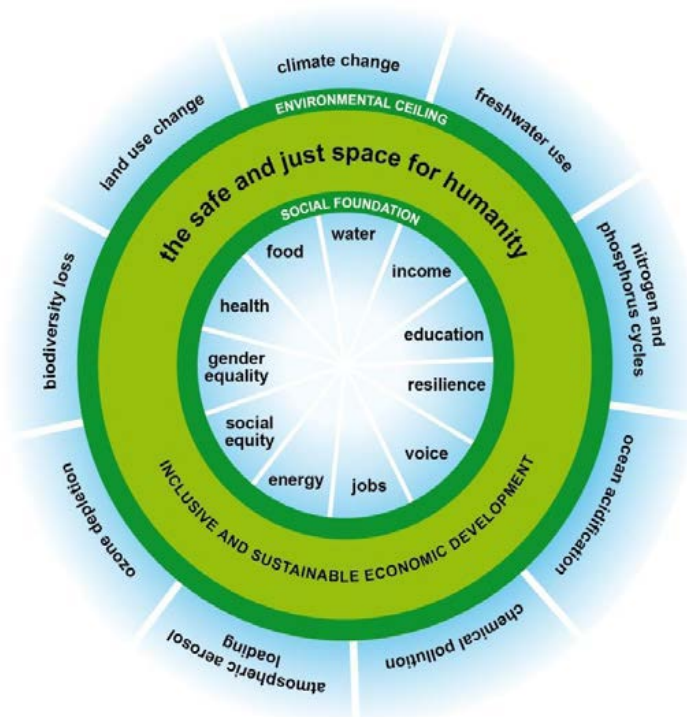 climate change
freshwater use
nitrogen and
phosphorus cycles
ocean acidification
chemical pollution
atmospheric aerosol
loading
ozone depletion
biodiversity loss
land use change
ENVIRONMENTAL CEILING
the safe and just space for humanity
SOCIAL FOUNDATION
water
income
education
resilience
voice
jobs
energy
social
equity
gender
equality
health
food
INCLUSIVE AND SUSTAINABLE ECONOMIC DEVELOPMENT